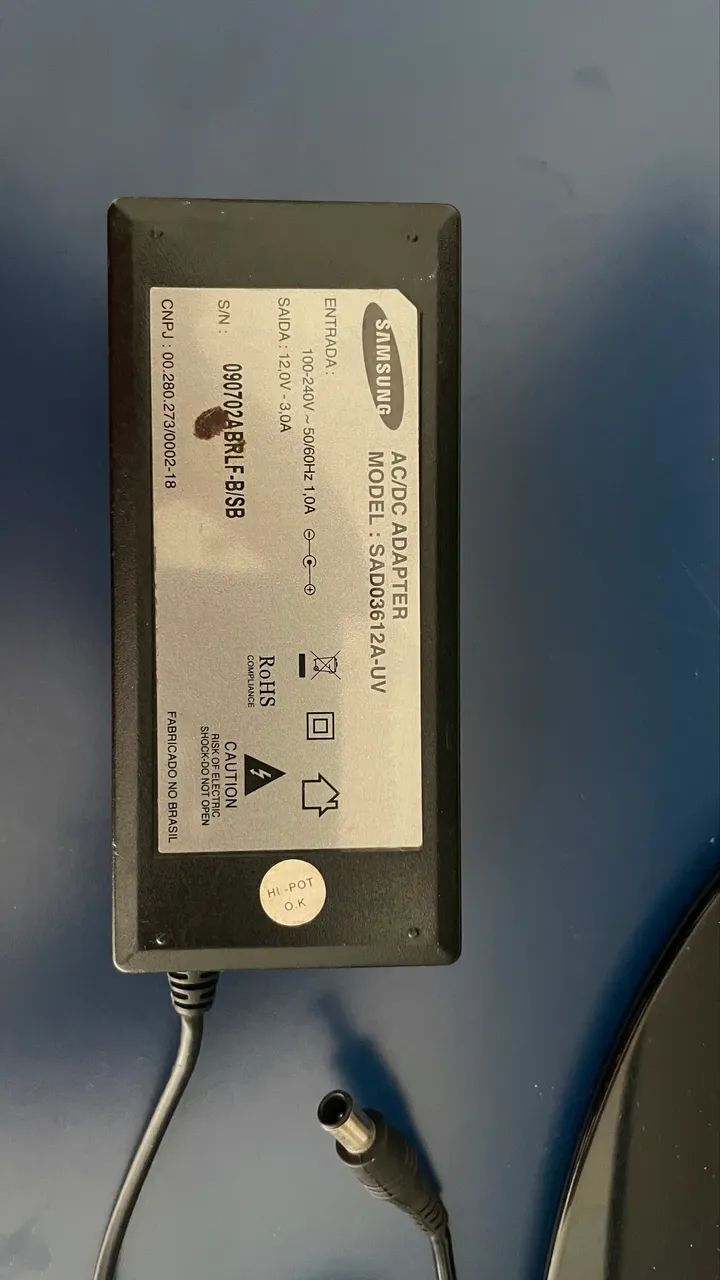 SAMSUNG
AC/DC ADAPTER
MODEL : SAD03612A-UV
ENTRADA :
100-240V ~ 50/60Hz 1,0A
SAIDA : 12,0V - 3,0A
S/N :
090702ABRLF-B/SB
CNPJ : 00.280.273/0002-18
RoHS
COMPLIANCE
CAUTION
RISK OF ELECTRIC
SHOCK-DO NOT OPEN
FABRICADO NO BRASIL
HI-POT
O.K